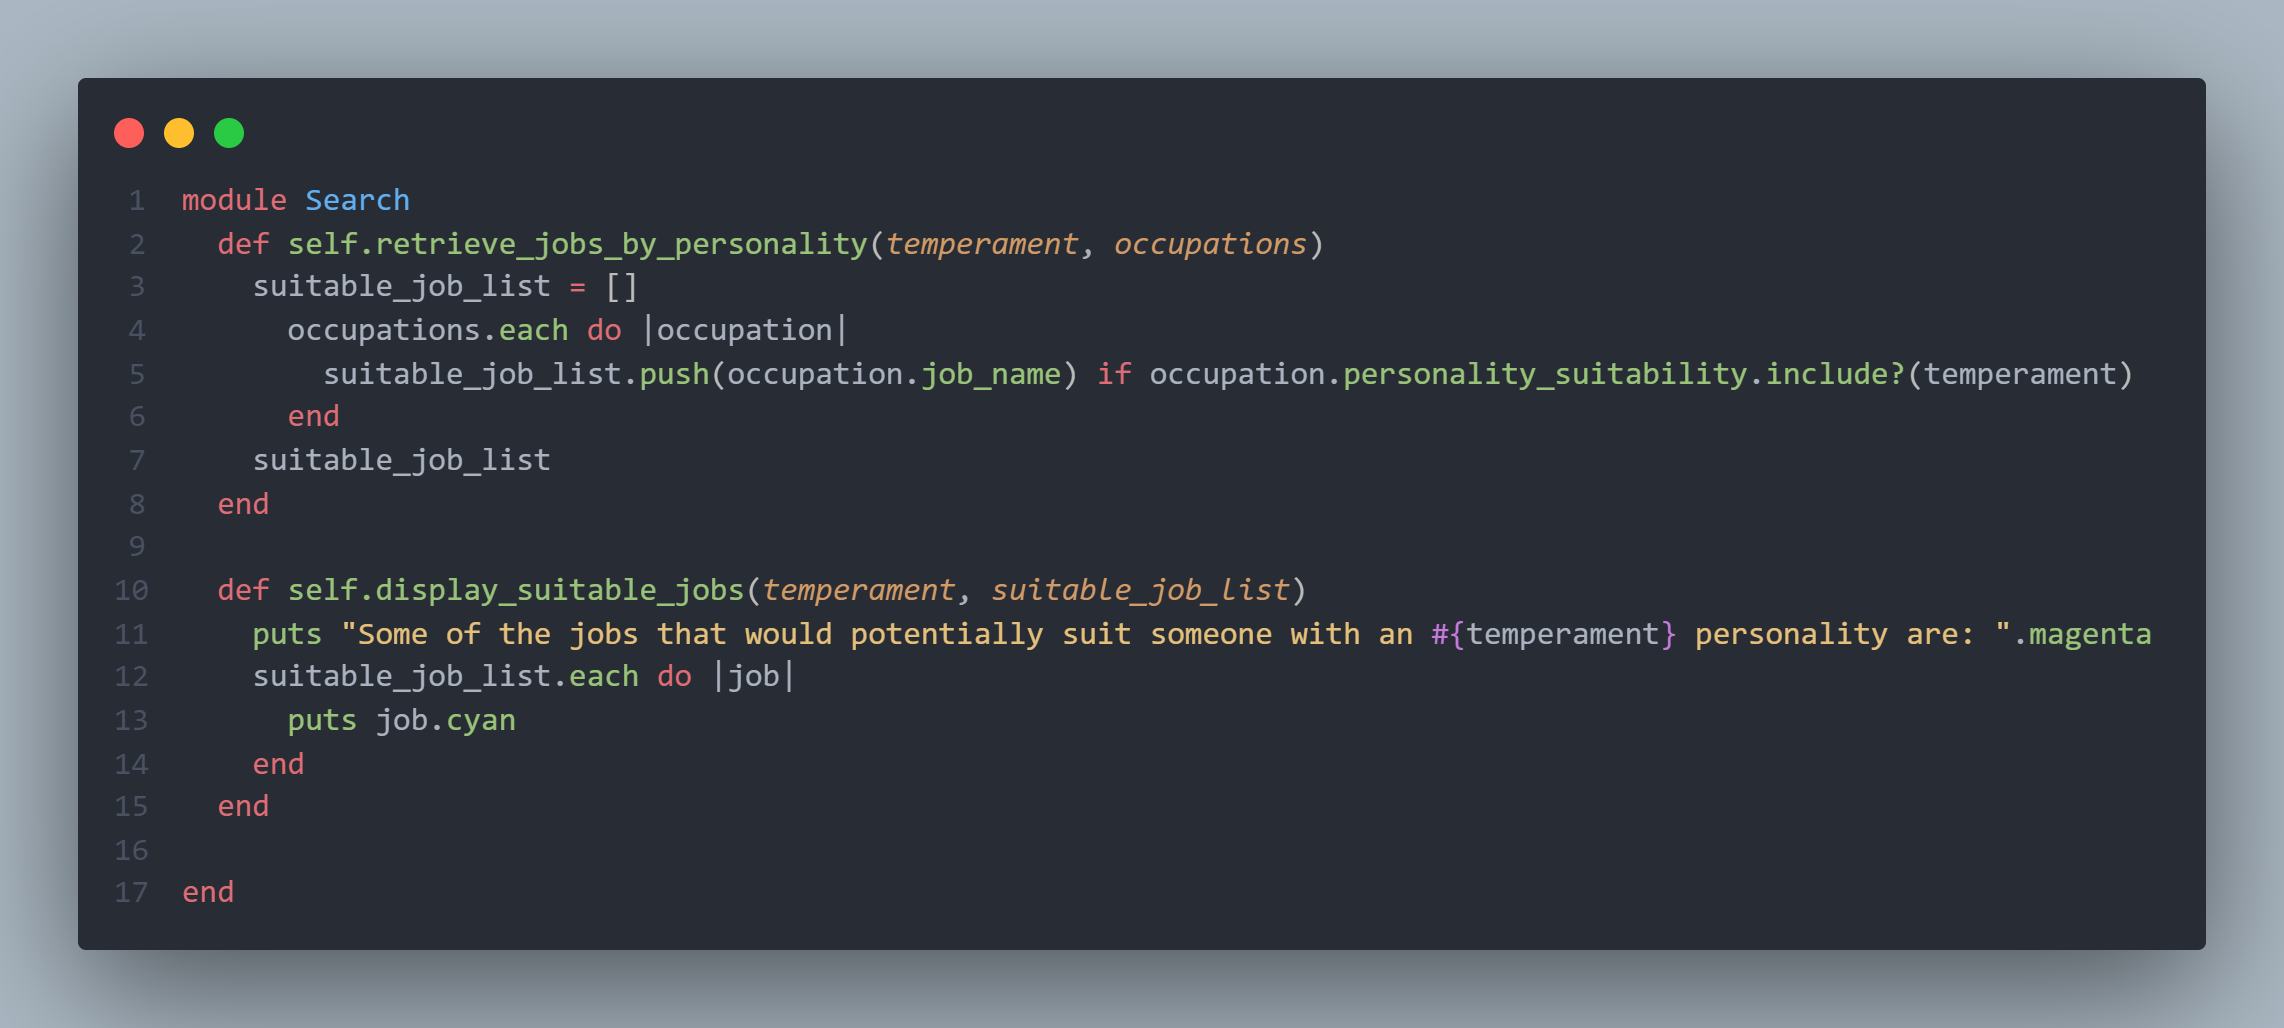 1 module Search
2   def self.retrieve_jobs_by_personality(temperament, occupations)
3     suitable_job_list = []
4       occupations.each do |occupation|
5         suitable_job_list.push(occupation.job_name) if occupation.personality_suitability.include?(temperament)
6       end
7     suitable_job_list
8   end
9
10   def self.display_suitable_jobs(temperament, suitable_job_list)
11     puts "Some of the jobs that would potentially suit someone with an #{temperament} personality are: ".magenta
12     suitable_job_list.each do |job|
13       puts job.cyan
14     end
15   end
16
17 end